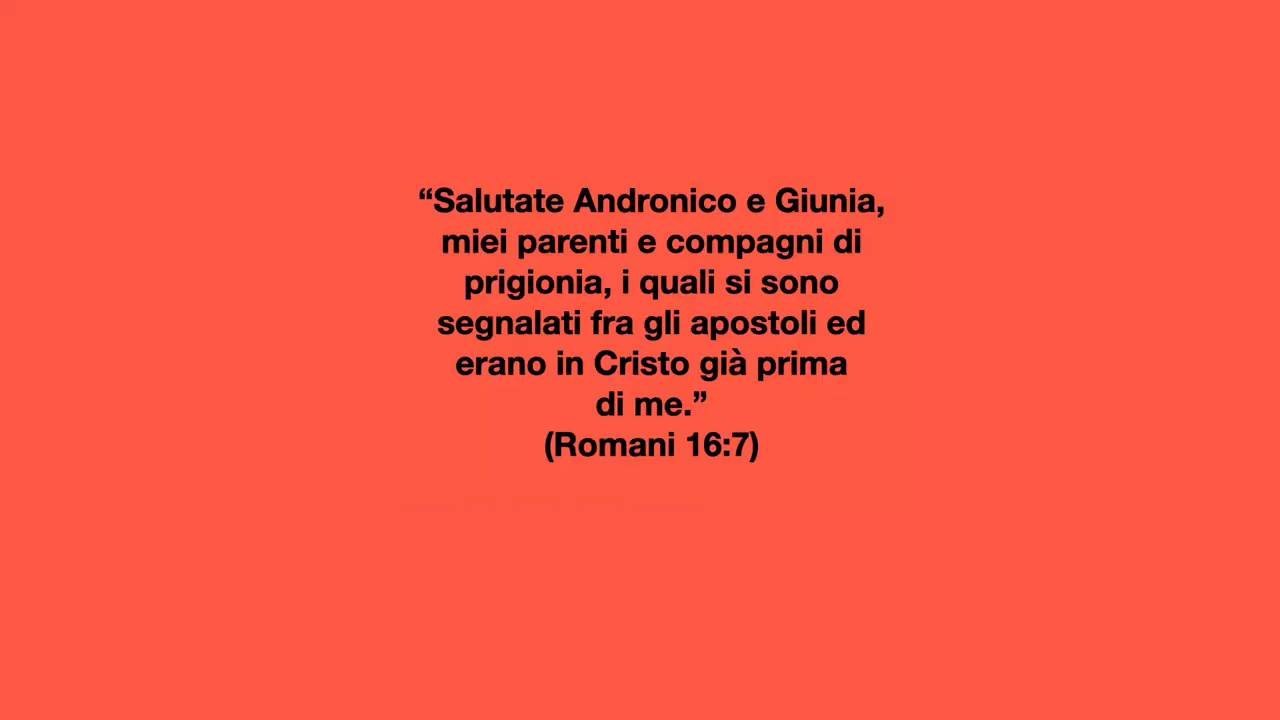 “Salutate Andronico e Giunia,
miei parenti e compagni di
prigionia, i quali si sono
segnalati fra gli apostoli ed
erano in Cristo già prima
di me.”
(Romani 16:7)